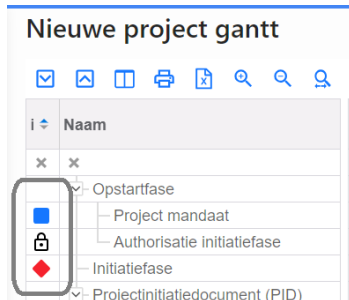 Nieuwe project gantt
i Naam
Opstartfase
Project mandaat
Authorisatie initiatiefase
Initiatiefase
Projectinitiatiedocument (PID)